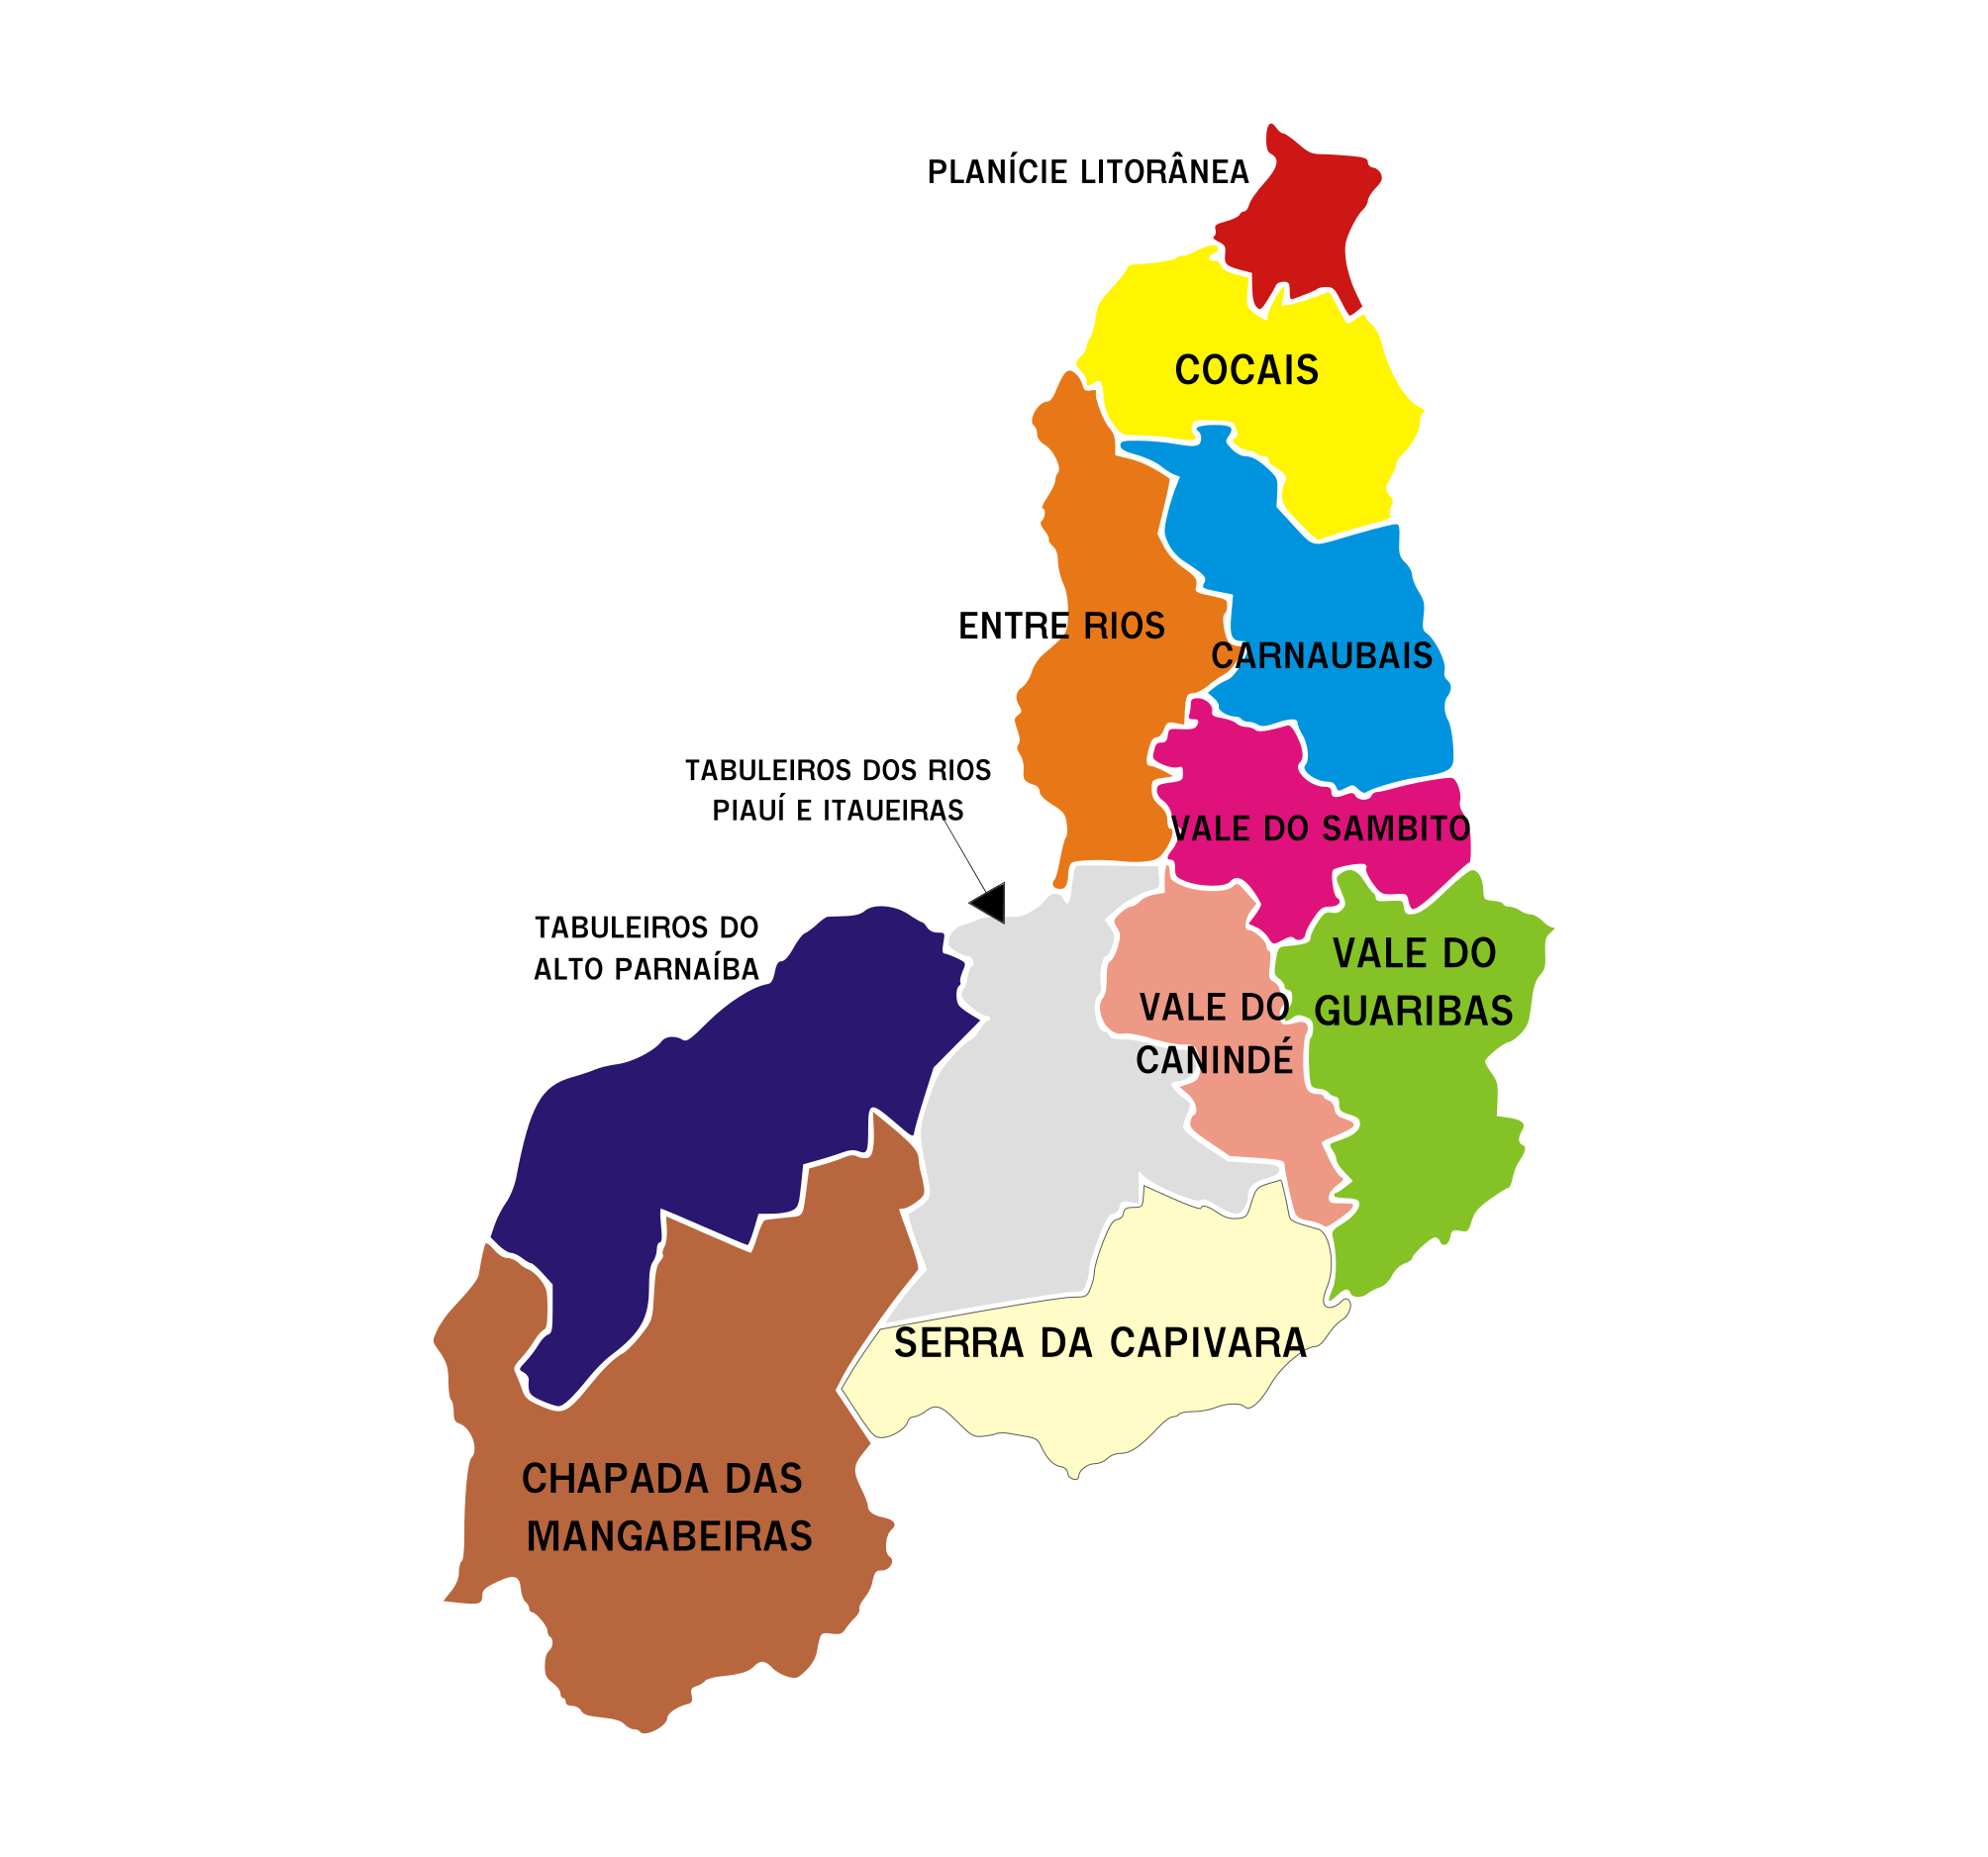 PLANÍCIE LITORÂNEA
COCAIS
ENTRE RIOS
CARNAUBAIS
TABULEIROS DOS RIOS
PIAUÍ E ITAUEIRAS
VALE DO SAMBITO
TABULEIROS DO
ALTO PARNAÍBA
VALE DO
GUARIBAS
VALE DO
CANINDÉ
SERRA DA CAPIVARA
CHAPADA DAS
MANGABEIRAS